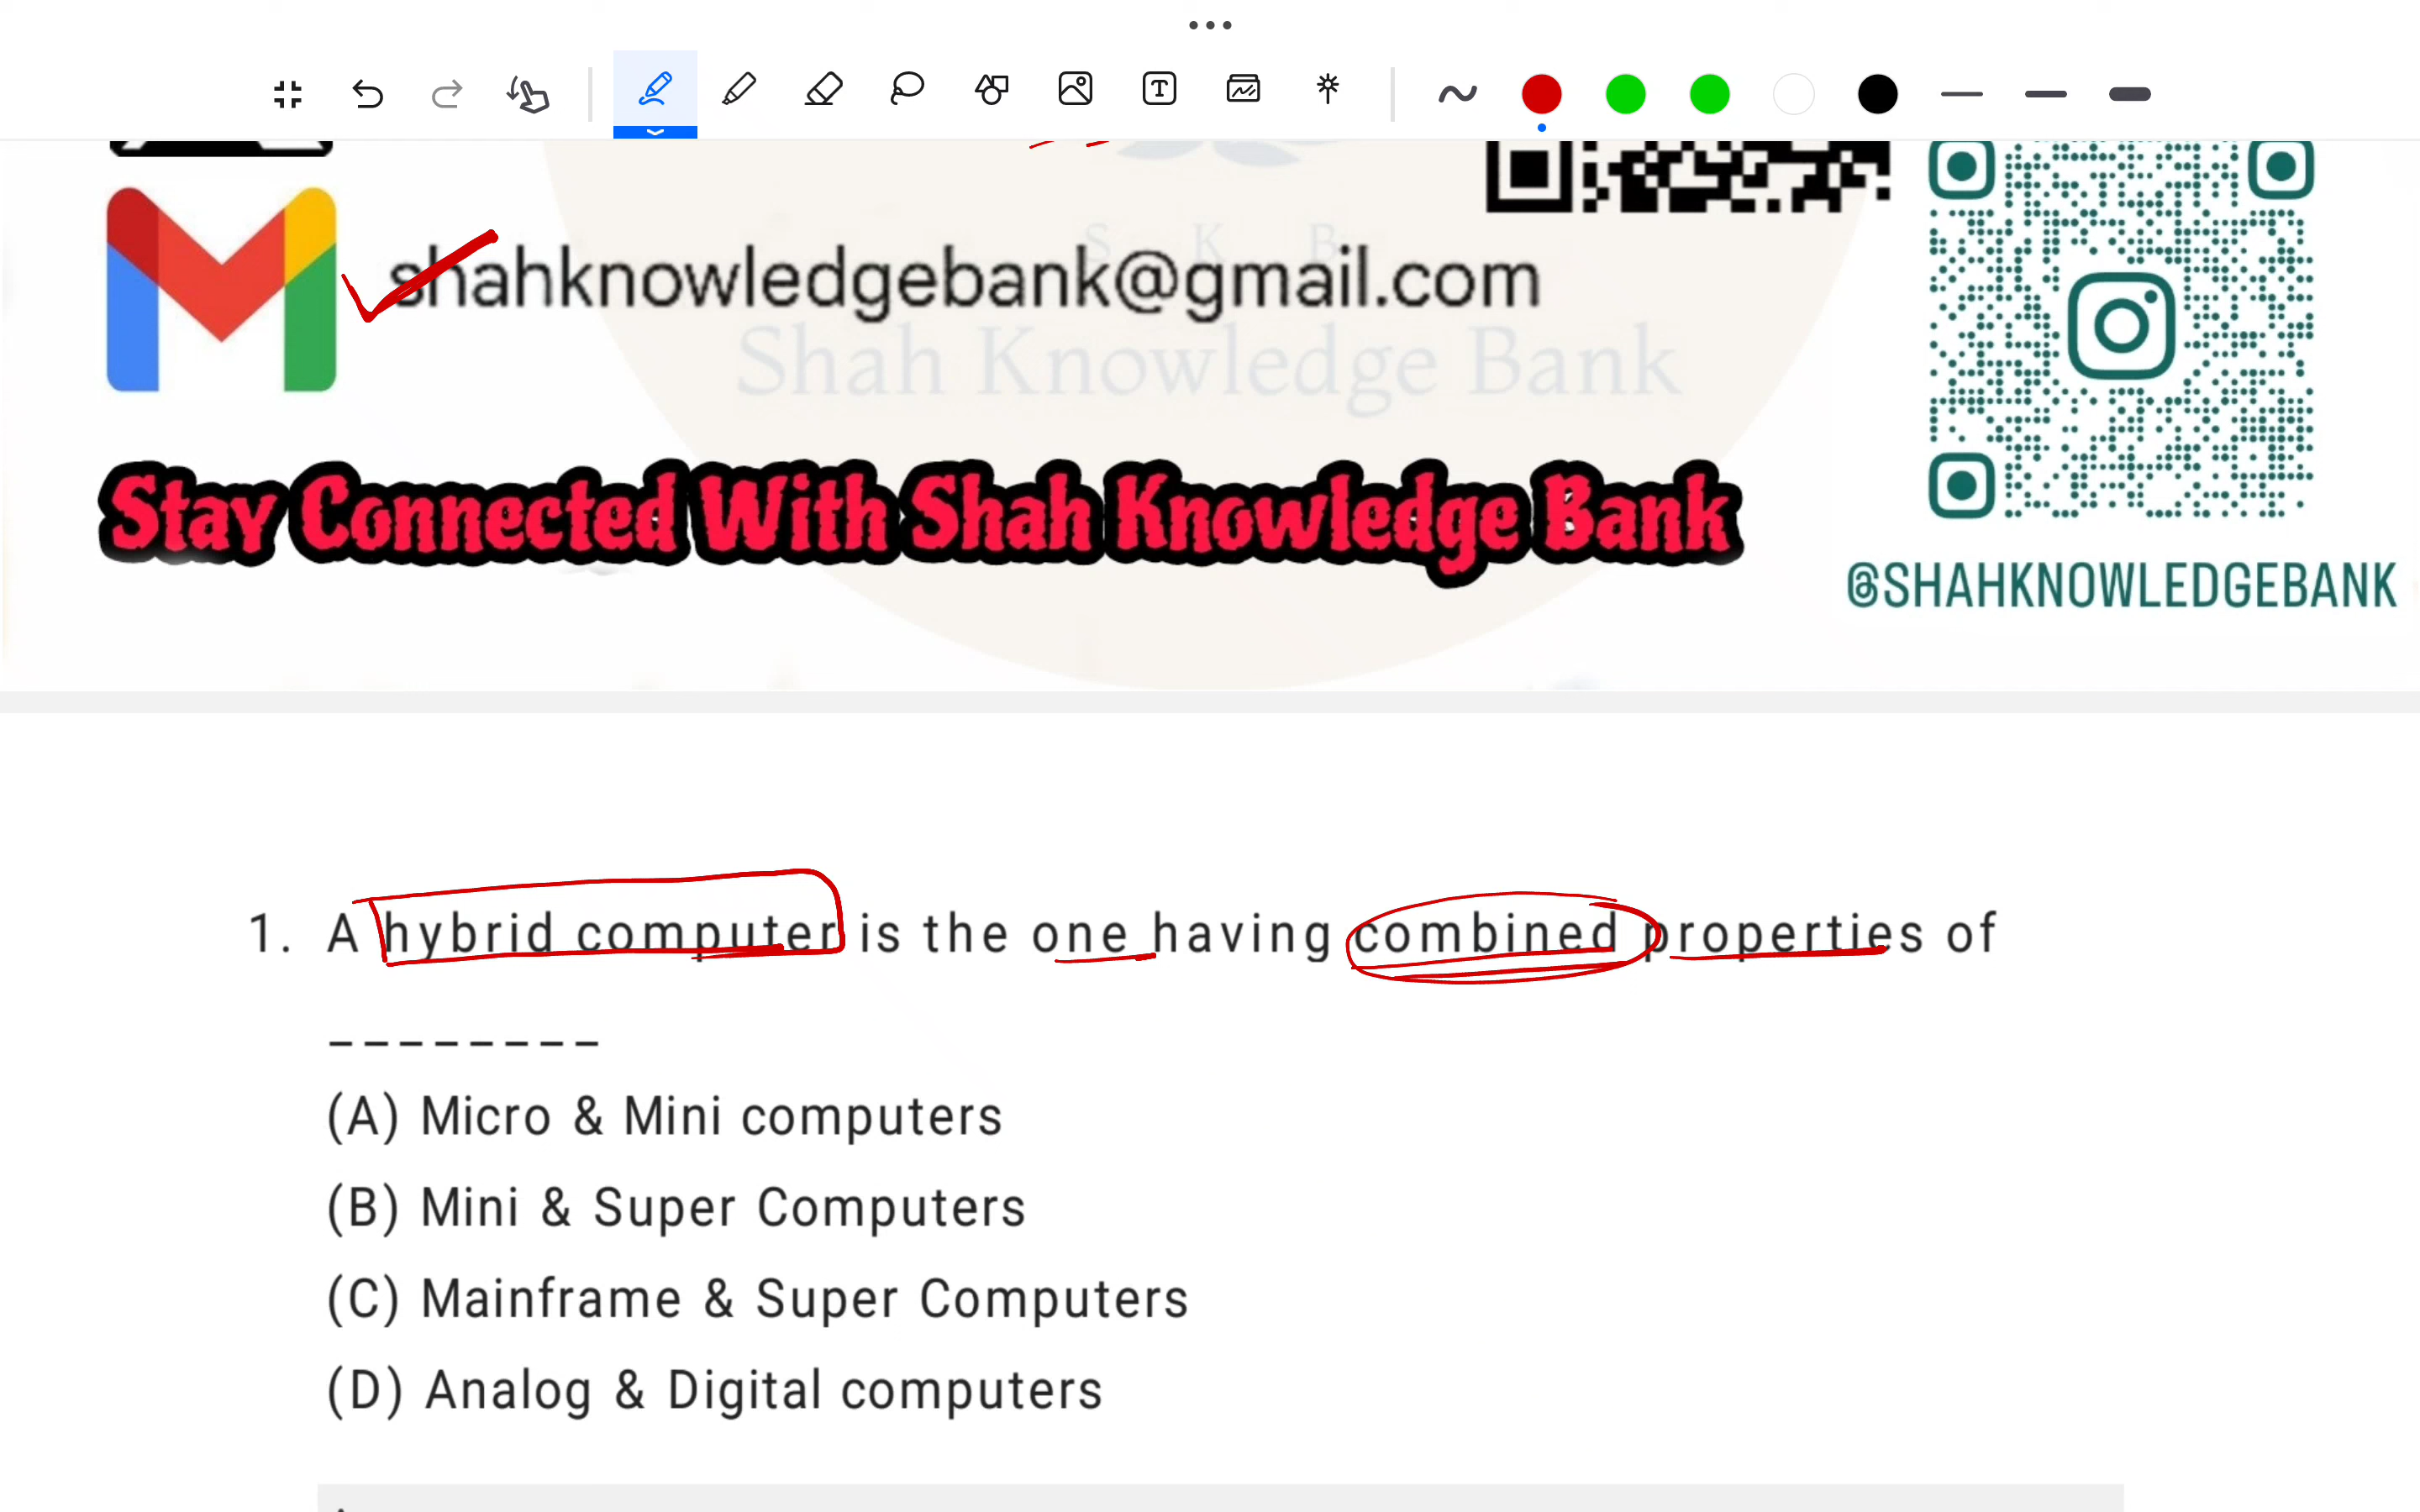 shahknowledgebank@gmail.com
S K B
Shah Knowledge Bank
Stay Connected With Shah Knowledge Bank
@SHAHKNOWLEDGEBANK
1. A hybrid computer is the one having combined properties of
--------
(A) Micro & Mini computers
(B) Mini & Super Computers
(C) Mainframe & Super Computers
(D) Analog & Digital computers